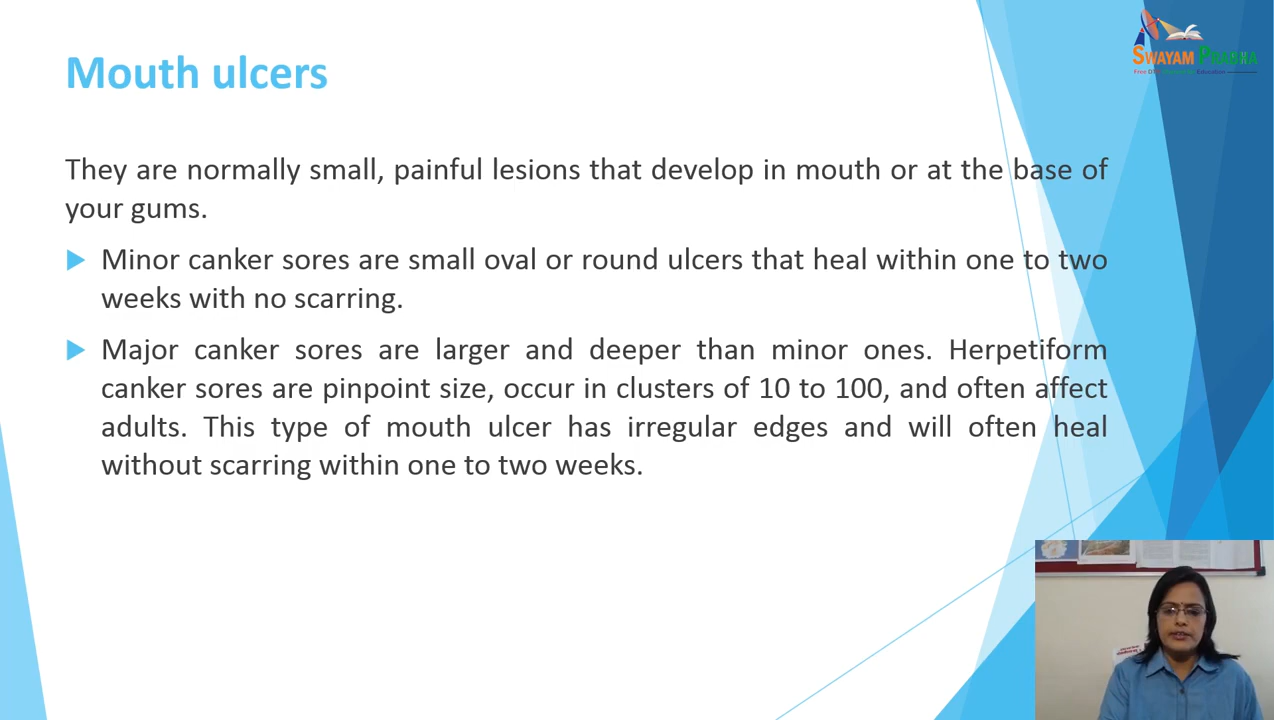 Mouth ulcers
SWAYAM PRABHA
They are normally small, painful lesions that develop in mouth or at the base of
your gums.
Minor canker sores are small oval or round ulcers that heal within one to two
weeks with no scarring.
Major canker sores are larger and deeper than minor ones. Herpetiform
canker sores are pinpoint size, occur in clusters of 10 to 100, and often affect
adults. This type of mouth ulcer has irregular edges and will often heal
without scarring within one to two weeks.